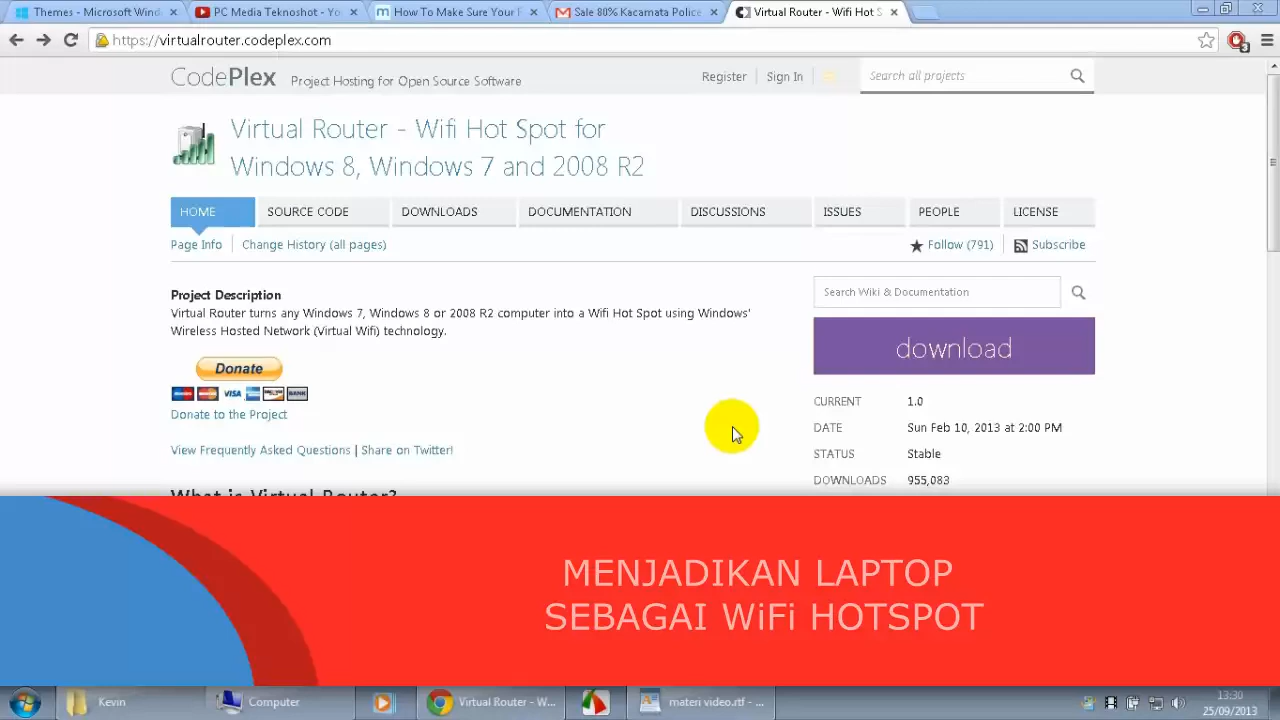 Themes - Microsoft Wind
PC Media Teknoshot - Yo
How To Make Sure Your
Sale 80% Kacamata Police
Virtual Router - Wifi Hot S
https://virtualrouter.codeplex.com
3
CodePlex Project Hosting for Open Source Software
Register Sign In
Search all projects
Virtual Router - Wifi Hot Spot for
Windows 8, Windows 7 and 2008 R2
HOME SOURCE CODE DOWNLOADS DOCUMENTATION DISCUSSIONS ISSUES PEOPLE LICENSE
Page Info Change History (all pages) Follow (791) Subscribe
Project Description
Virtual Router turns any Windows 7, Windows 8 or 2008 R2 computer into a Wifi Hot Spot using Windows'
Wireless Hosted Network (Virtual Wifi) technology.
Donate
VISA
BANK
Donate to the Project
View Frequently Asked Questions | Share on Twitter!
What is Virtual Router?
Search Wiki & Documentation
download
CURRENT 1.0
DATE Sun Feb 10, 2013 at 2:00 PM
STATUS Stable
DOWNLOADS 955,083
MENJADIKAN LAPTOP
SEBAGAI WiFi HOTSPOT
Kevin
Computer
Virtual Router - W...
materi video.rtf - ...
13:30
25/09/2013